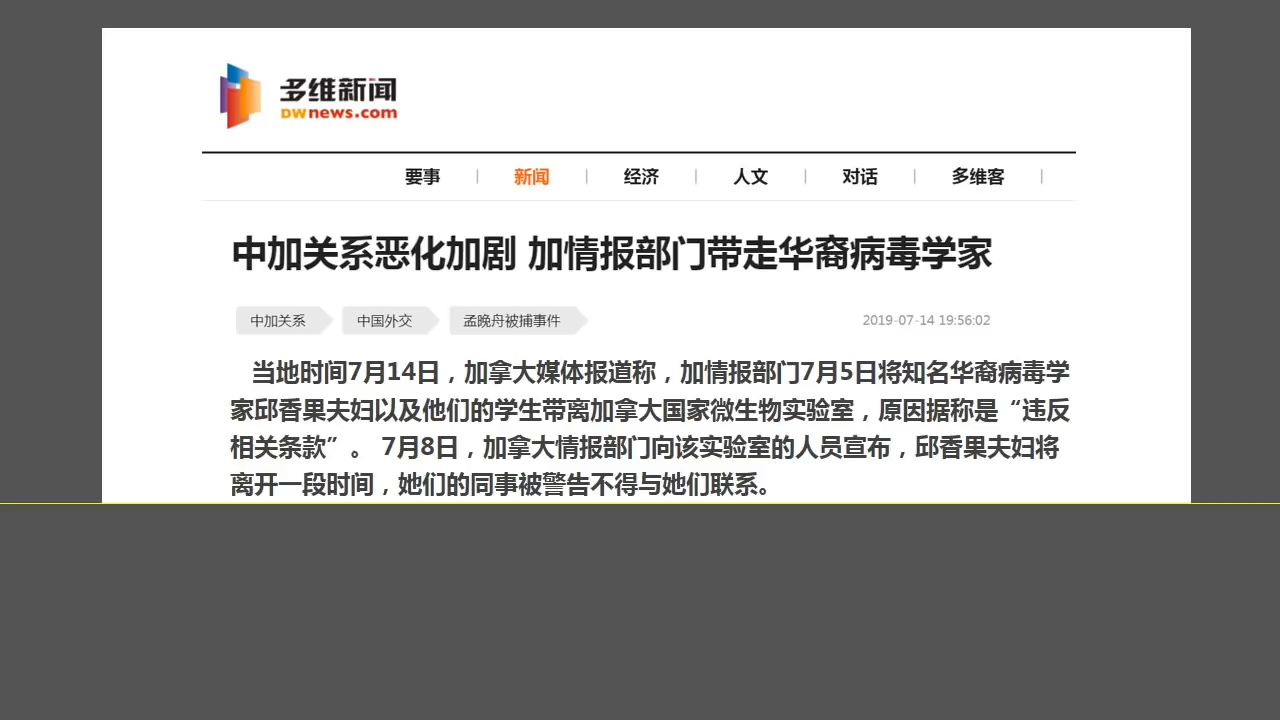 多维新闻
DWnews.com
要事 | 新闻 | 经济 | 人文 | 对话 | 多维客 |
中加关系恶化加剧 加情报部门带走华裔病毒学家
中加关系 中国外交 孟晚舟被捕事件 2019-07-14 19:56:02
当地时间7月14日，加拿大媒体报道称，加情报部门7月5日将知名华裔病毒学
家邱香果夫妇以及他们的学生带离加拿大国家微生物实验室，原因据称是“违反
相关条款”。 7月8日，加拿大情报部门向该实验室的人员宣布，邱香果夫妇将
离开一段时间，她们的同事被警告不得与她们联系。